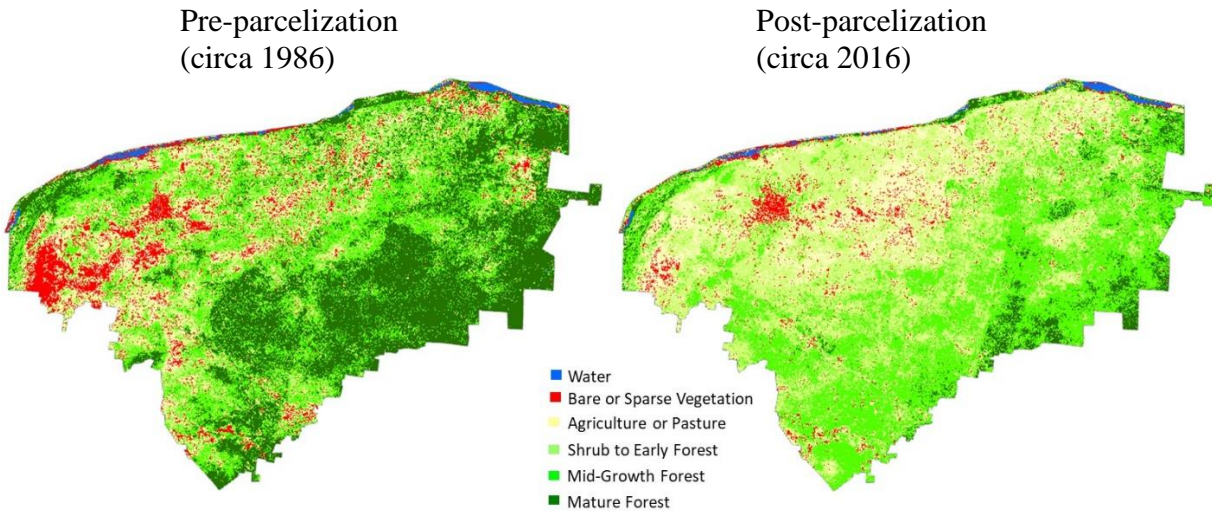 Pre-parcelization
(circa 1986)
Post-parcelization
(circa 2016)
Water
Bare or Sparse Vegetation
Agriculture or Pasture
Shrub to Early Forest
Mid-Growth Forest
Mature Forest